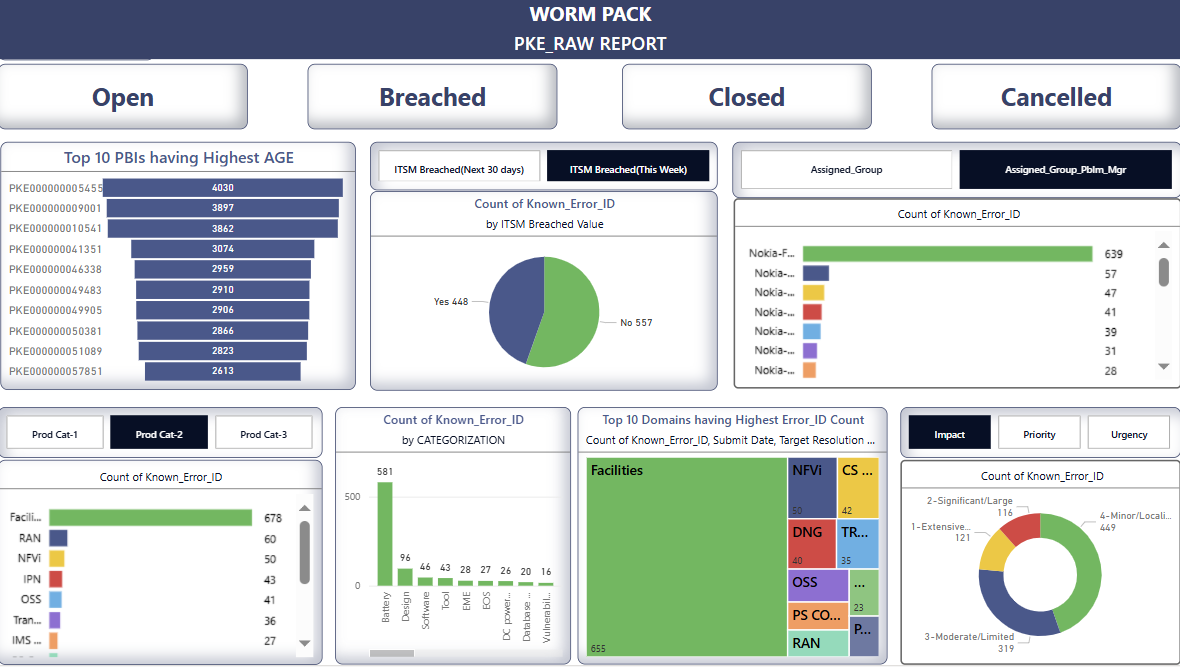 WORM PACK
PKE_RAW REPORT
Open
Breached
Closed
Cancelled
Top 10 PBIs having Highest AGE
PKE000000005455 4030
PKE000000009001 3897
PKE000000010541 3862
PKE000000041351 3074
PKE000000046338 2959
PKE000000049483 2910
PKE000000049905 2906
PKE000000050381 2866
PKE000000051089 2823
PKE000000057851 2613
ITSM Breached(Next 30 days)
ITSM Breached(This Week)
Count of Known_Error_ID
by ITSM Breached Value
Yes 448
No 557
Assigned_Group
Assigned_Group_Pblm_Mgr
Count of Known_Error_ID
Nokia-F... 639
Nokia-... 57
Nokia-... 47
Nokia-... 41
Nokia-... 39
Nokia-... 31
Nokia-... 28
Prod Cat-1
Prod Cat-2
Prod Cat-3
Count of Known_Error_ID
Facili... 678
RAN 60
NFVi 50
IPN 43
OSS 41
Tran... 36
IMS ... 27
Count of Known_Error_ID
by CATEGORIZATION
500
0
581
96
46
43
28
27
26
20
16
Battery
Design
Software
Tool
EME
EOS
DC power...
Database ...
Vulnerabil...
Top 10 Domains having Highest Error_ID Count
Count of Known_Error_ID, Submit Date, Target Resolution ...
Facilities
655
NFVi
50
CS ...
42
DNG
40
TR...
35
OSS
...
23
PS CO...
P...
RAN
Impact
Priority
Urgency
Count of Known_Error_ID
2-Significant/Large
116
1-Extensive...
121
4-Minor/Locali...
449
3-Moderate/Limited
319